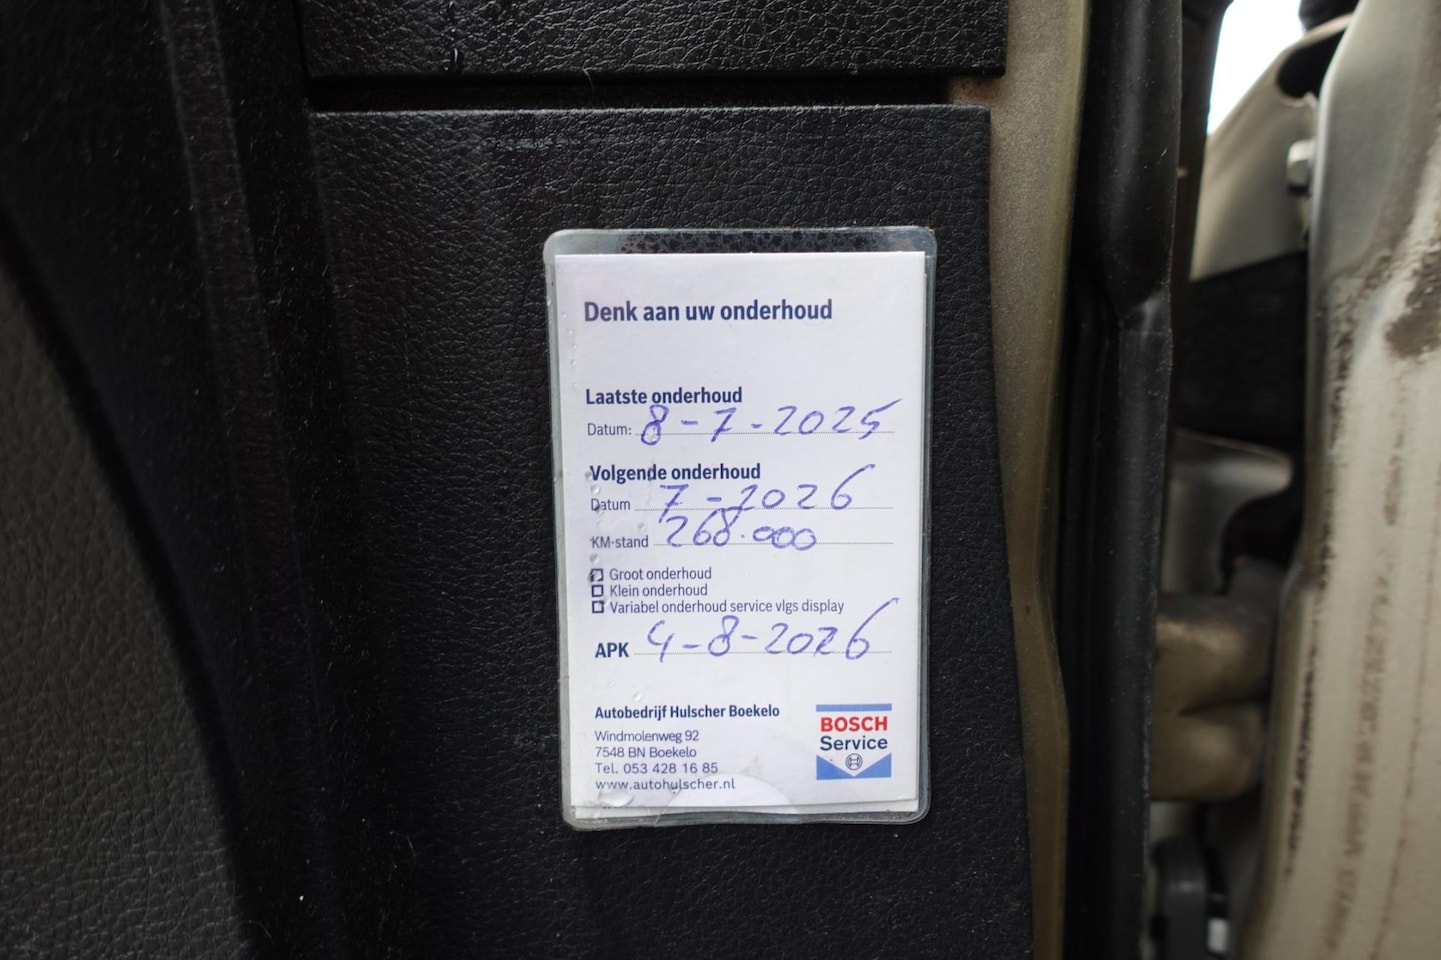 Denk aan uw onderhoud
Laatste onderhoud
Datum: 8-7-2025
Volgende onderhoud
Datum 7-2026
KM-stand 268.000
Groot onderhoud
Klein onderhoud
Variabel onderhoud service vlgs display
APK 4-8-2026
Autobedrijf Hulscher Boekelo
Windmolenweg 92
7548 BN Boekelo
Tel. 053 428 16 85
www.autohulscher.nl
BOSCH
Service